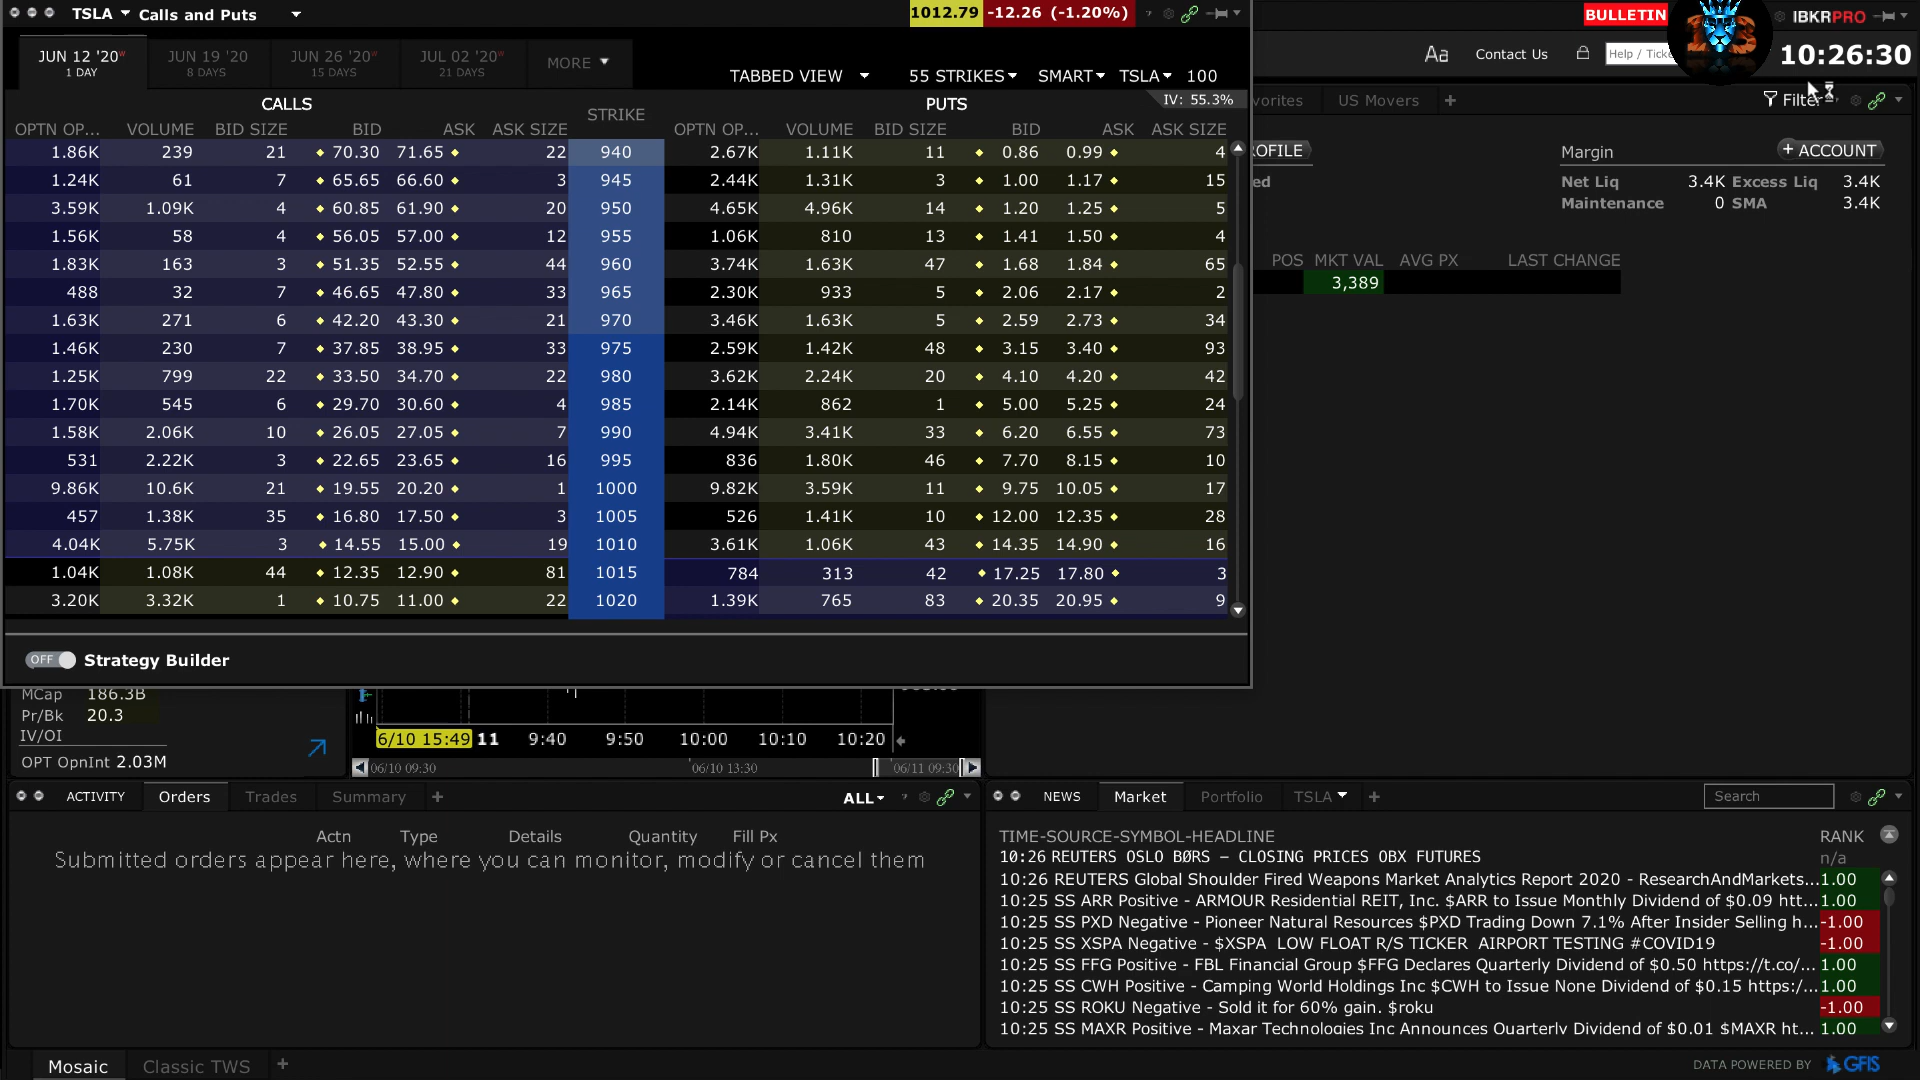 TSLA Calls and Puts 1012.79 -12.26 (-1.20%) BULLETIN IBKRPRO
Aa Contact Us Help / Ticke 10:26:30
JUN 12 '20 W JUN 19 '20 JUN 26 '20 W JUL 02 '20 W MORE
1 DAY 8 DAYS 15 DAYS 21 DAYS
TABBED VIEW 55 STRIKES SMART TSLA 100
vorites US Movers + Filter
IV: 55.3%
CALLS STRIKE PUTS
OPTN OP... VOLUME BID SIZE BID ASK ASK SIZE OPTN OP... VOLUME BID SIZE BID ASK ASK SIZE
1.86K 239 21 70.30 71.65 22 940 2.67K 1.11K 11 0.86 0.99 4
1.24K 61 7 65.65 66.60 3 945 2.44K 1.31K 3 1.00 1.17 15
3.59K 1.09K 4 60.85 61.90 20 950 4.65K 4.96K 14 1.20 1.25 5
1.56K 58 4 56.05 57.00 12 955 1.06K 810 13 1.41 1.50 4
1.83K 163 3 51.35 52.55 44 960 3.74K 1.63K 47 1.68 1.84 65
488 32 7 46.65 47.80 33 965 2.30K 933 5 2.06 2.17 2
1.63K 271 6 42.20 43.30 21 970 3.46K 1.63K 5 2.59 2.73 34
1.46K 230 7 37.85 38.95 33 975 2.59K 1.42K 48 3.15 3.40 93
1.25K 799 22 33.50 34.70 22 980 3.62K 2.24K 20 4.10 4.20 42
1.70K 545 6 29.70 30.60 4 985 2.14K 862 1 5.00 5.25 24
1.58K 2.06K 10 26.05 27.05 7 990 4.94K 3.41K 33 6.20 6.55 73
531 2.22K 3 22.65 23.65 16 995 836 1.80K 46 7.70 8.15 10
9.86K 10.6K 21 19.55 20.20 1 1000 9.82K 3.59K 11 9.75 10.05 17
457 1.38K 35 16.80 17.50 3 1005 526 1.41K 10 12.00 12.35 28
4.04K 5.75K 3 14.55 15.00 19 1010 3.61K 1.06K 43 14.35 14.90 16
1.04K 1.08K 44 12.35 12.90 81 1015 784 313 42 17.25 17.80 3
3.20K 3.32K 1 10.75 11.00 22 1020 1.39K 765 83 20.35 20.95 9
OFF Strategy Builder
OFILE Margin + ACCOUNT
ed Net Liq 3.4K Excess Liq 3.4K
Maintenance 0 SMA 3.4K
POS MKT VAL AVG PX LAST CHANGE
3,389
MCap 186.3B
Pr/Bk 20.3
IV/OI
OPT OpnInt 2.03M
6/10 15:49 11 9:40 9:50 10:00 10:10 10:20
06/10 09:30 06/10 13:30 06/11 09:30
ACTIVITY Orders Trades Summary + ALL
Actn Type Details Quantity Fill Px
Submitted orders appear here, where you can monitor, modify or cancel them
NEWS Market Portfolio TSLA + Search
TIME-SOURCE-SYMBOL-HEADLINE RANK
10:26 REUTERS OSLO BØRS – CLOSING PRICES OBX FUTURES n/a
10:26 REUTERS Global Shoulder Fired Weapons Market Analytics Report 2020 - ResearchAndMarkets... 1.00
10:25 SS ARR Positive - ARMOUR Residential REIT, Inc. $ARR to Issue Monthly Dividend of $0.09 htt... 1.00
10:25 SS PXD Negative - Pioneer Natural Resources $PXD Trading Down 7.1% After Insider Selling h... -1.00
10:25 SS XSPA Negative - $XSPA LOW FLOAT R/S TICKER AIRPORT TESTING #COVID19 -1.00
10:25 SS FFG Positive - FBL Financial Group $FFG Declares Quarterly Dividend of $0.50 https://t.co/... 1.00
10:25 SS CWH Positive - Camping World Holdings Inc $CWH to Issue None Dividend of $0.15 https:/... 1.00
10:25 SS ROKU Negative - Sold it for 60% gain. $roku -1.00
10:25 SS MAXR Positive - Maxar Technologies Inc Announces Quarterly Dividend of $0.01 $MAXR ht... 1.00
Mosaic Classic TWS + DATA POWERED BY GFIS